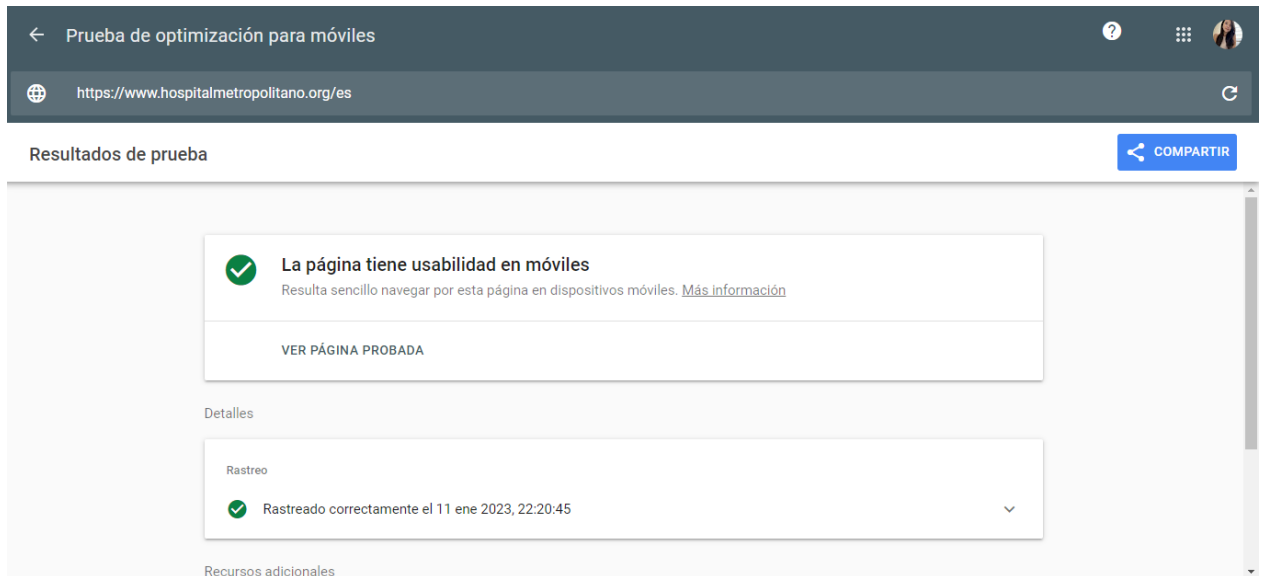 Prueba de optimización para móviles
https://www.hospitalmetropolitano.org/es
Resultados de prueba
COMPARTIR
La página tiene usabilidad en móviles
Resulta sencillo navegar por esta página en dispositivos móviles. Más información
VER PÁGINA PROBADA
Detalles
Rastreo
Rastreado correctamente el 11 ene 2023, 22:20:45
Recursos adicionales